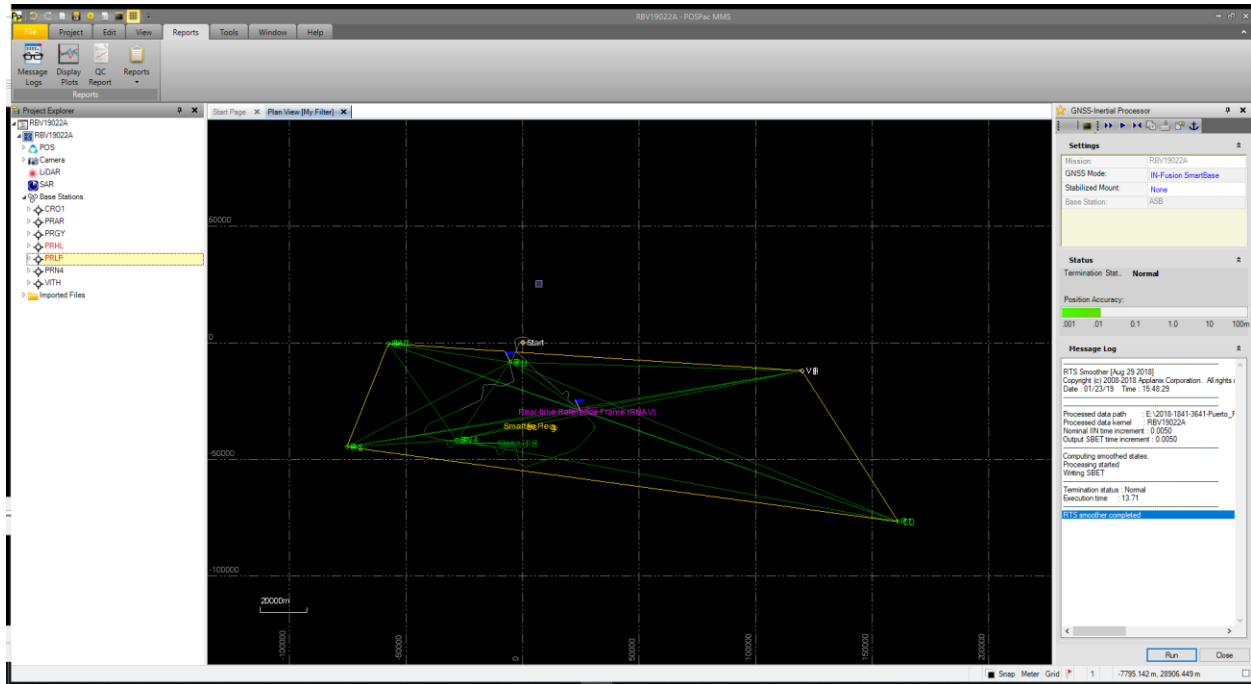 RBV19022A - POSPac MMS
File Project Edit View Reports Tools Window Help
Message Logs
Display Plots
QC Report
Reports
Reports
Project Explorer
RBV19022A
RBV19022A
POS
Camera
LiDAR
SAR
Base Stations
CRO1
PRAR
PRGY
PRHL
PRLP
PRN4
VITH
Imported Files
Start Page
Plan View [My Filter]
50000
0
-50000
-100000
Start
Real-time Reference Frame (RNAV)
20000m
-100000
-50000
0
50000
100000
150000
200000
GNSS-Inertial Processor
Settings
Mission: RBV19022A
GNSS Mode: IN-Fusion SmartBase
Stabilized Mount: None
Base Station: ASB
Status
Termination Stat.. Normal
Position Accuracy:
.001 .01 0.1 1.0 10 100m
Message Log
RTS Smoother [Aug 29 2018]
Copyright (c) 2008-2018 Applanix Corporation. All rights
Date : 01/23/19 Time : 15:48:29
Processed data path : E:\2018-1841-3641-Puerto_
Processed data kernel : RBV19022A
Nominal IIN time increment : 0.0050
Output SBET time increment : 0.0050
Computing smoothed states.
Processing started
Writing SBET
Termination status : Normal
Execution time : 13.71
RTS smoother completed
Run Close
Snap Meter Grid 1 -7795.142 m, 28906.449 m